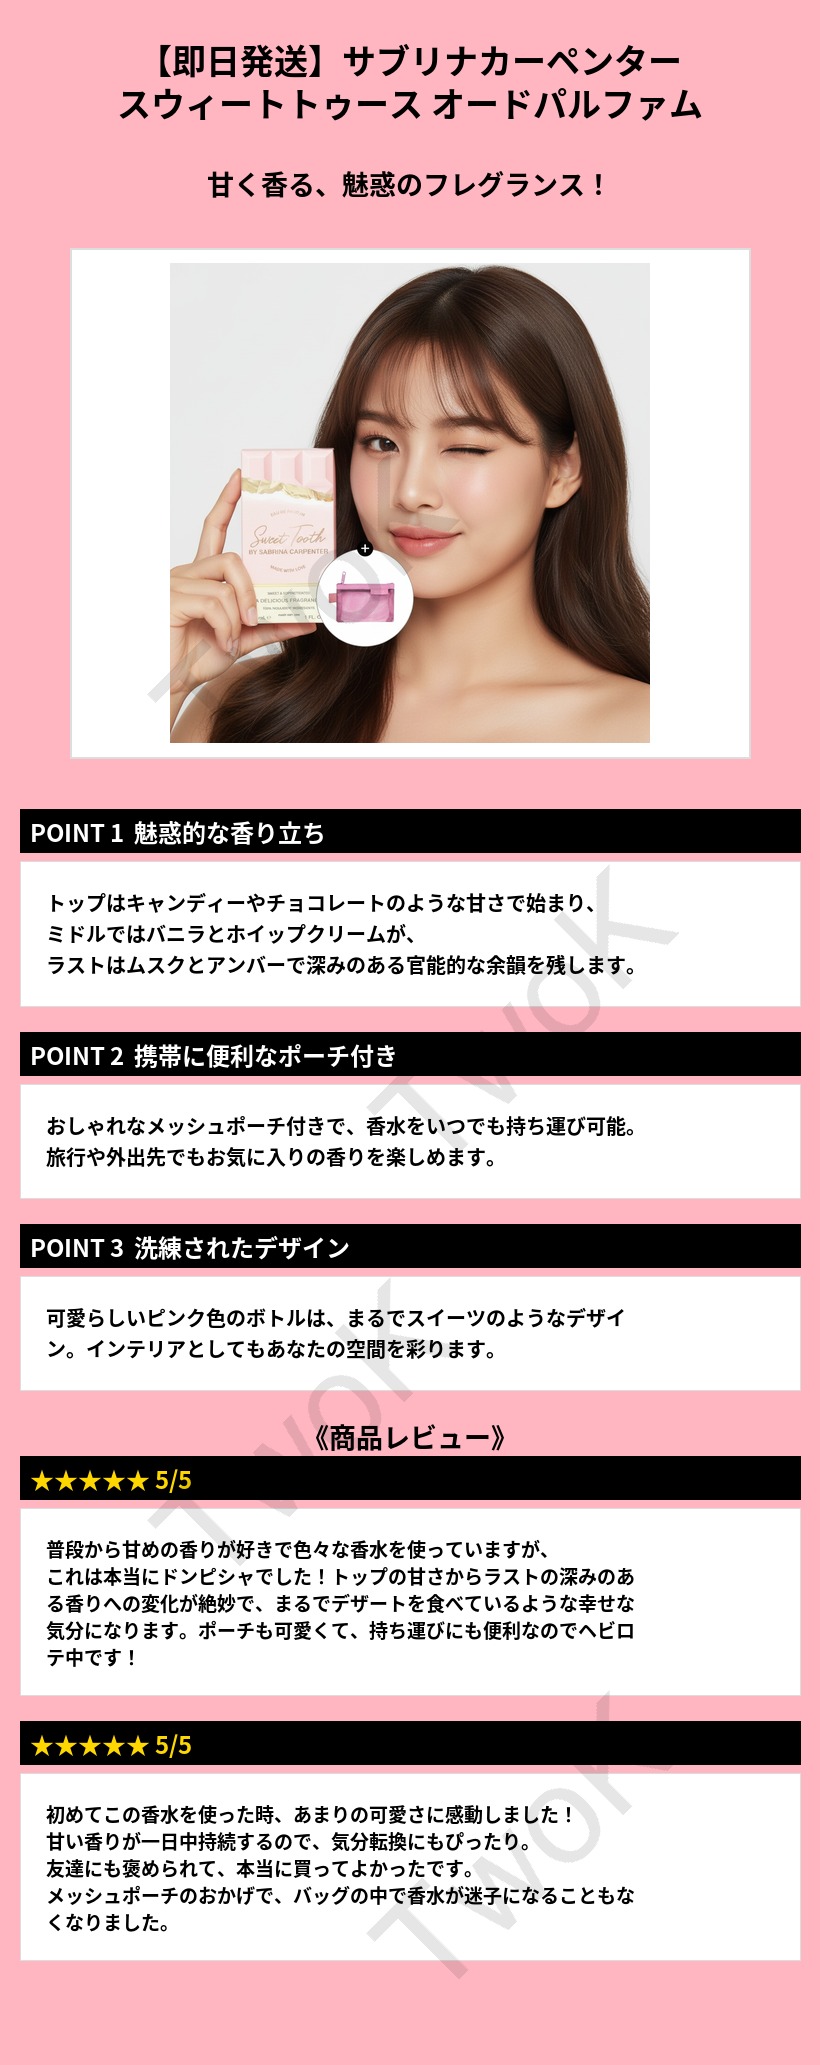 【即日発送】サブリナカーペンター
スウィートトゥース オードパルファム
甘く香る、魅惑のフレグランス！
Sweet Tooth
BY SABRINA CARPENTER
MADE WITH LOVE
A DELICIOUS FRAGRAN
1 FL
+
POINT 1 魅惑的な香り立ち
トップはキャンディーやチョコレートのような甘さで始まり、
ミドルではバニラとホイップクリームが、
ラストはムスクとアンバーで深みのある官能的な余韻を残します。
POINT 2 携帯に便利なポーチ付き
おしゃれなメッシュポーチ付きで、香水をいつでも持ち運び可能。
旅行や外出先でもお気に入りの香りを楽しめます。
POINT 3 洗練されたデザイン
可愛らしいピンク色のボトルは、まるでスイーツのようなデザイ
ン。インテリアとしてもあなたの空間を彩ります。
《商品レビュー》
★★★★★ 5/5
普段から甘めの香りが好きで色々な香水を使っていますが、
これは本当にドンピシャでした！トップの甘さからラストの深みのあ
る香りへの変化が絶妙で、まるでデザートを食べているような幸せな
気分になります。ポーチも可愛くて、持ち運びにも便利なのでヘビロ
テ中です！
★★★★★ 5/5
初めてこの香水を使った時、あまりの可愛さに感動しました！
甘い香りが一日中持続するので、気分転換にもぴったり。
友達にも褒められて、本当に買ってよかったです。
メッシュポーチのおかげで、バッグの中で香水が迷子になることもな
くなりました。
TwoK
TwoK
TwoK
TwoK